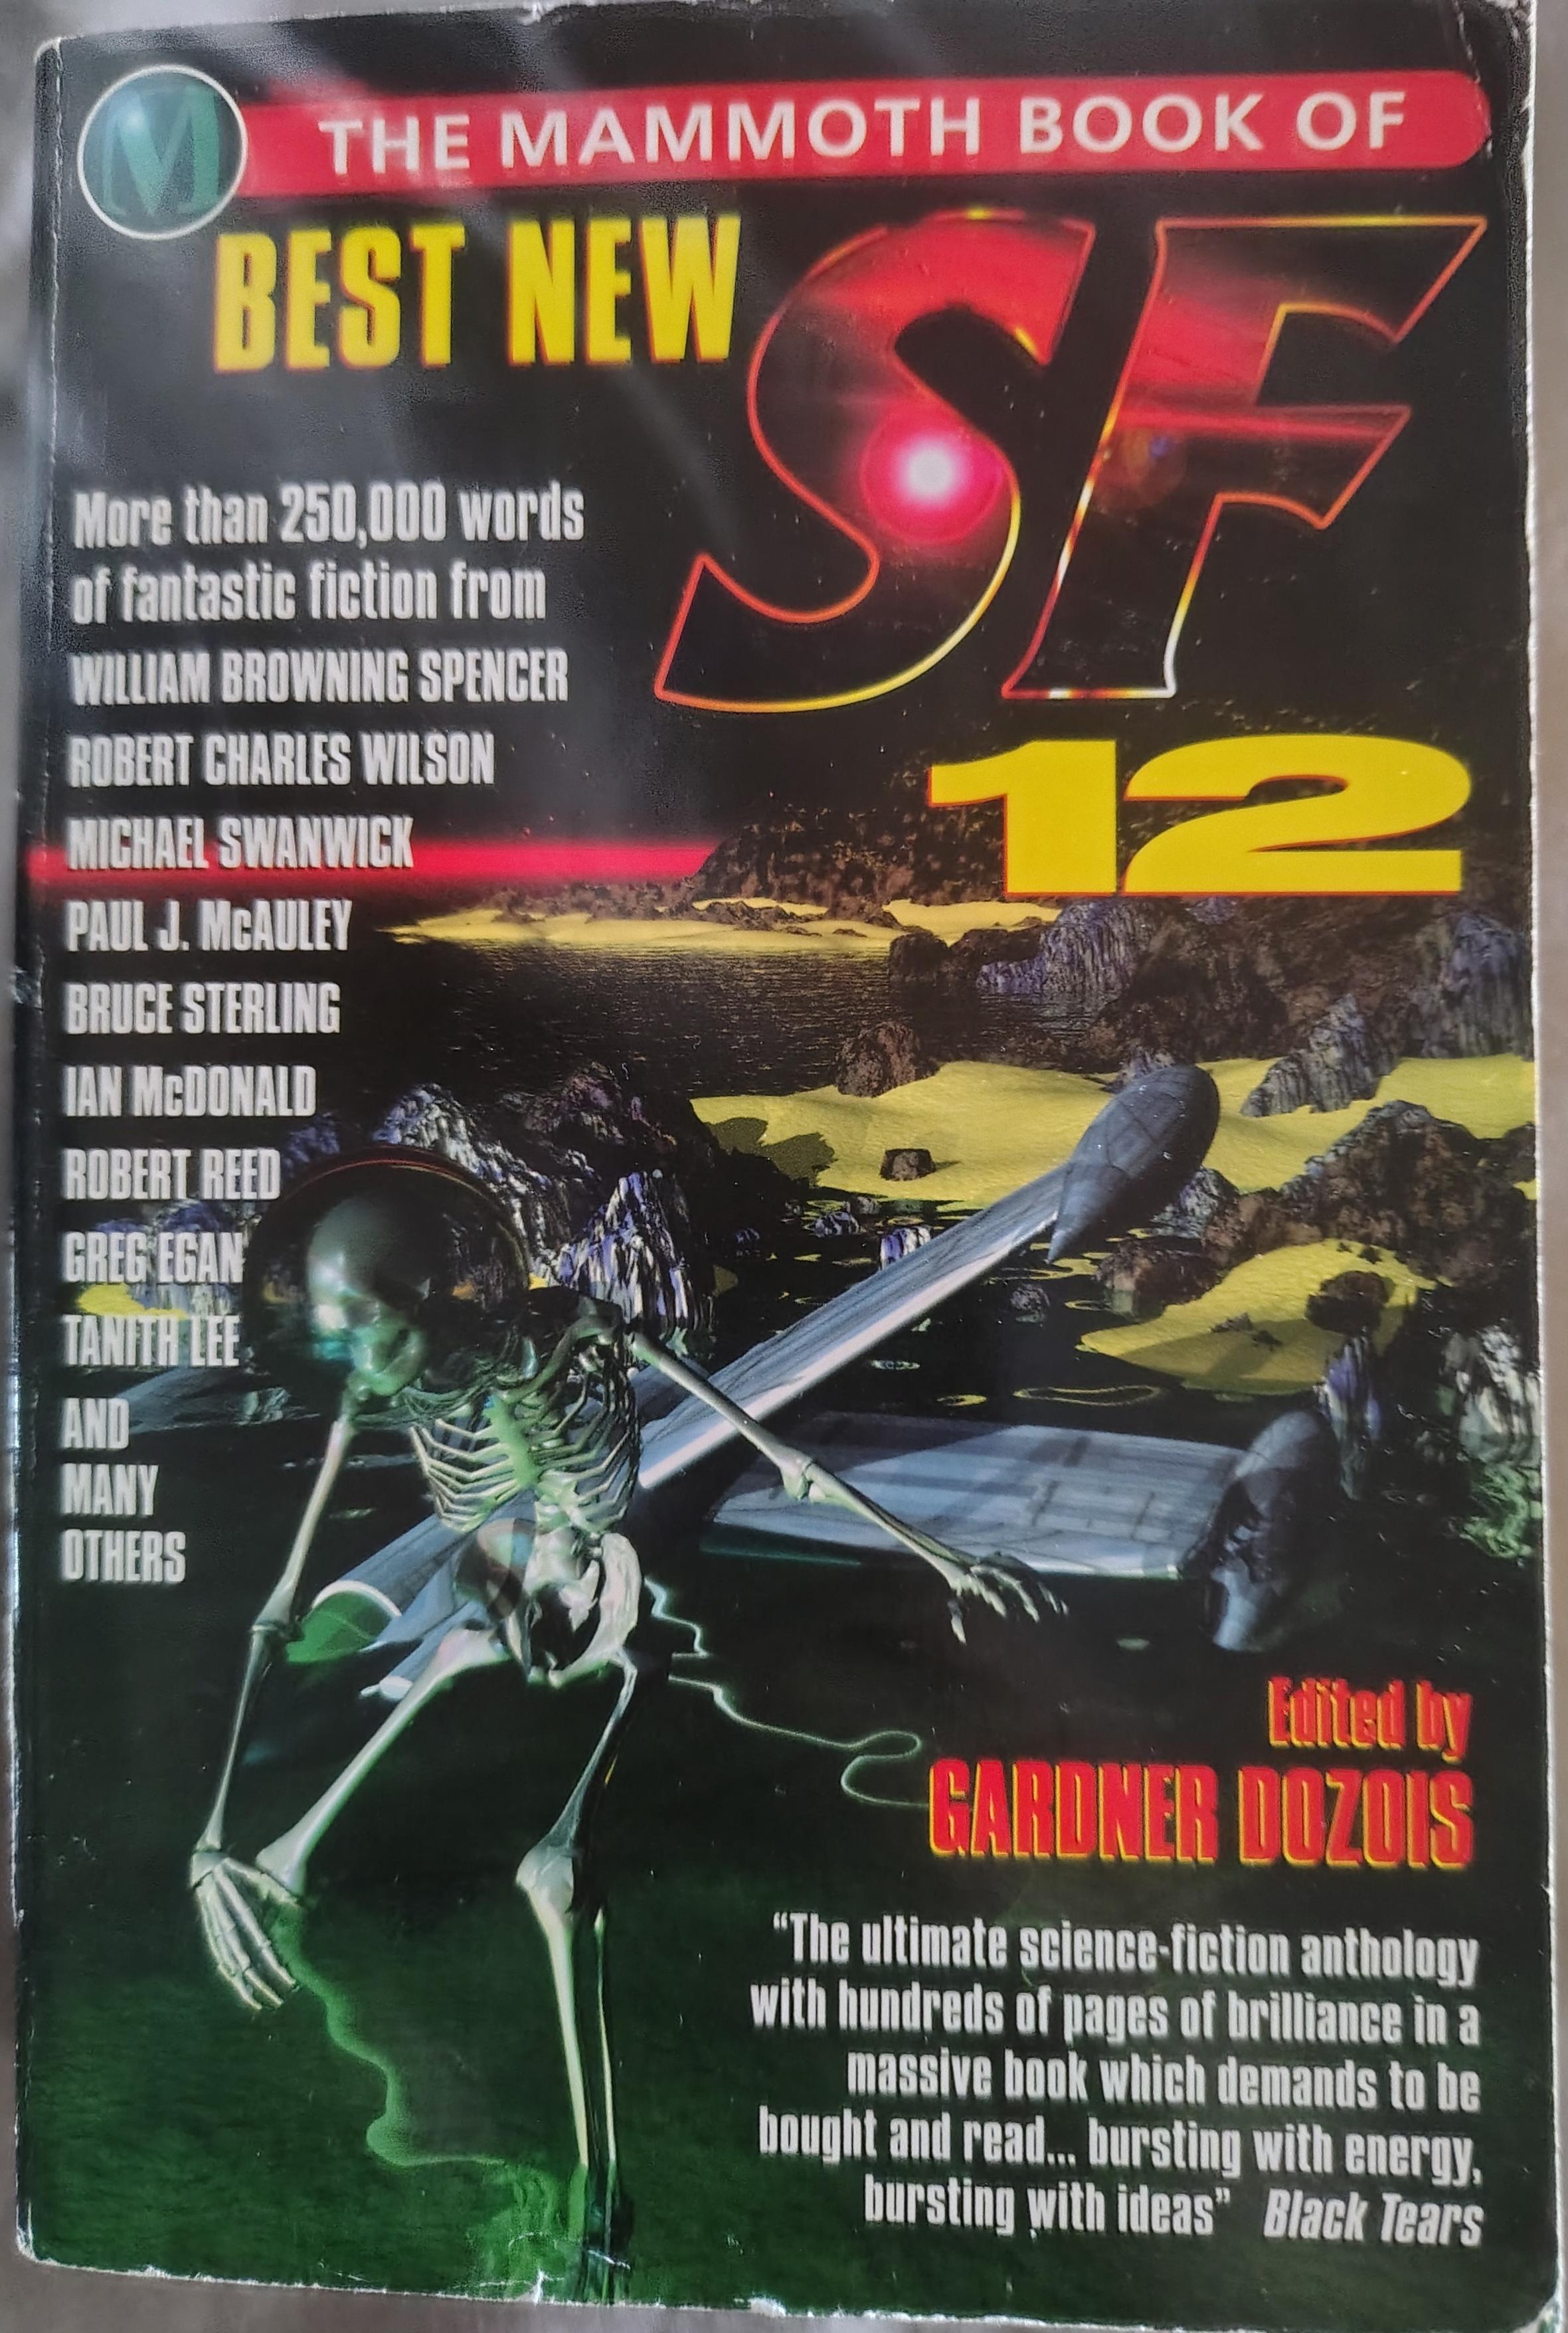 M
THE MAMMOTH BOOK OF
BEST NEW SF
12
More than 250,000 words
of fantastic fiction from
WILLIAM BROWNING SPENCER
ROBERT CHARLES WILSON
MICHAEL SWANWICK
PAUL J. McAULEY
BRUCE STERLING
IAN McDONALD
ROBERT REED
GREG EGAN
TANITH LEE
AND
MANY
OTHERS
Edited by
GARDNER DOZOIS
“The ultimate science-fiction anthology
with hundreds of pages of brilliance in a
massive book which demands to be
bought and read... bursting with energy,
bursting with ideas” Black Tears